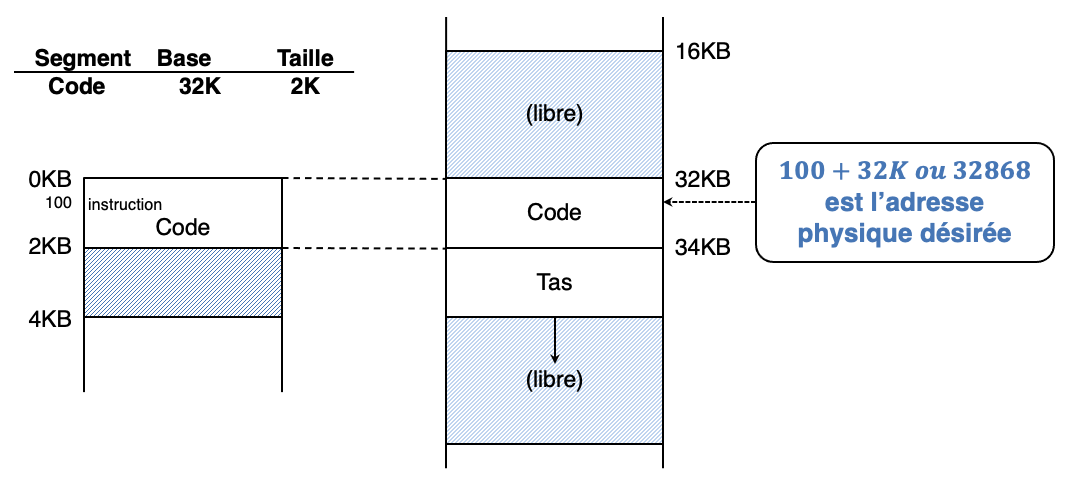 Segment Base Taille
Code 32K 2K
16KB
(libre)
0KB
100 instruction
Code
2KB
4KB
32KB
Code
34KB
Tas
(libre)
100 + 32K ou 32868
est l’adresse
physique désirée